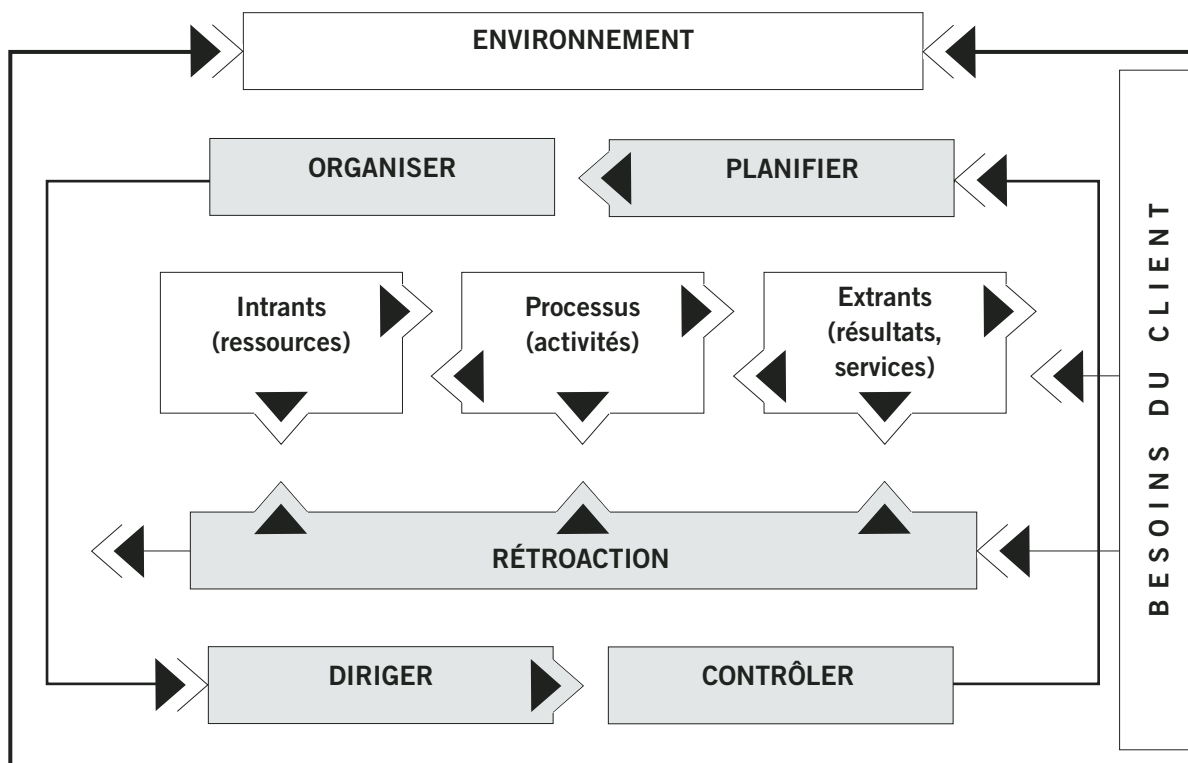 ENVIRONNEMENT
ORGANISER
PLANIFIER
Intrants
(ressources)
Processus
(activités)
Extrants
(résultats,
services)
RÉTROACTION
DIRIGER
CONTRÔLER
BESOINS DU CLIENT